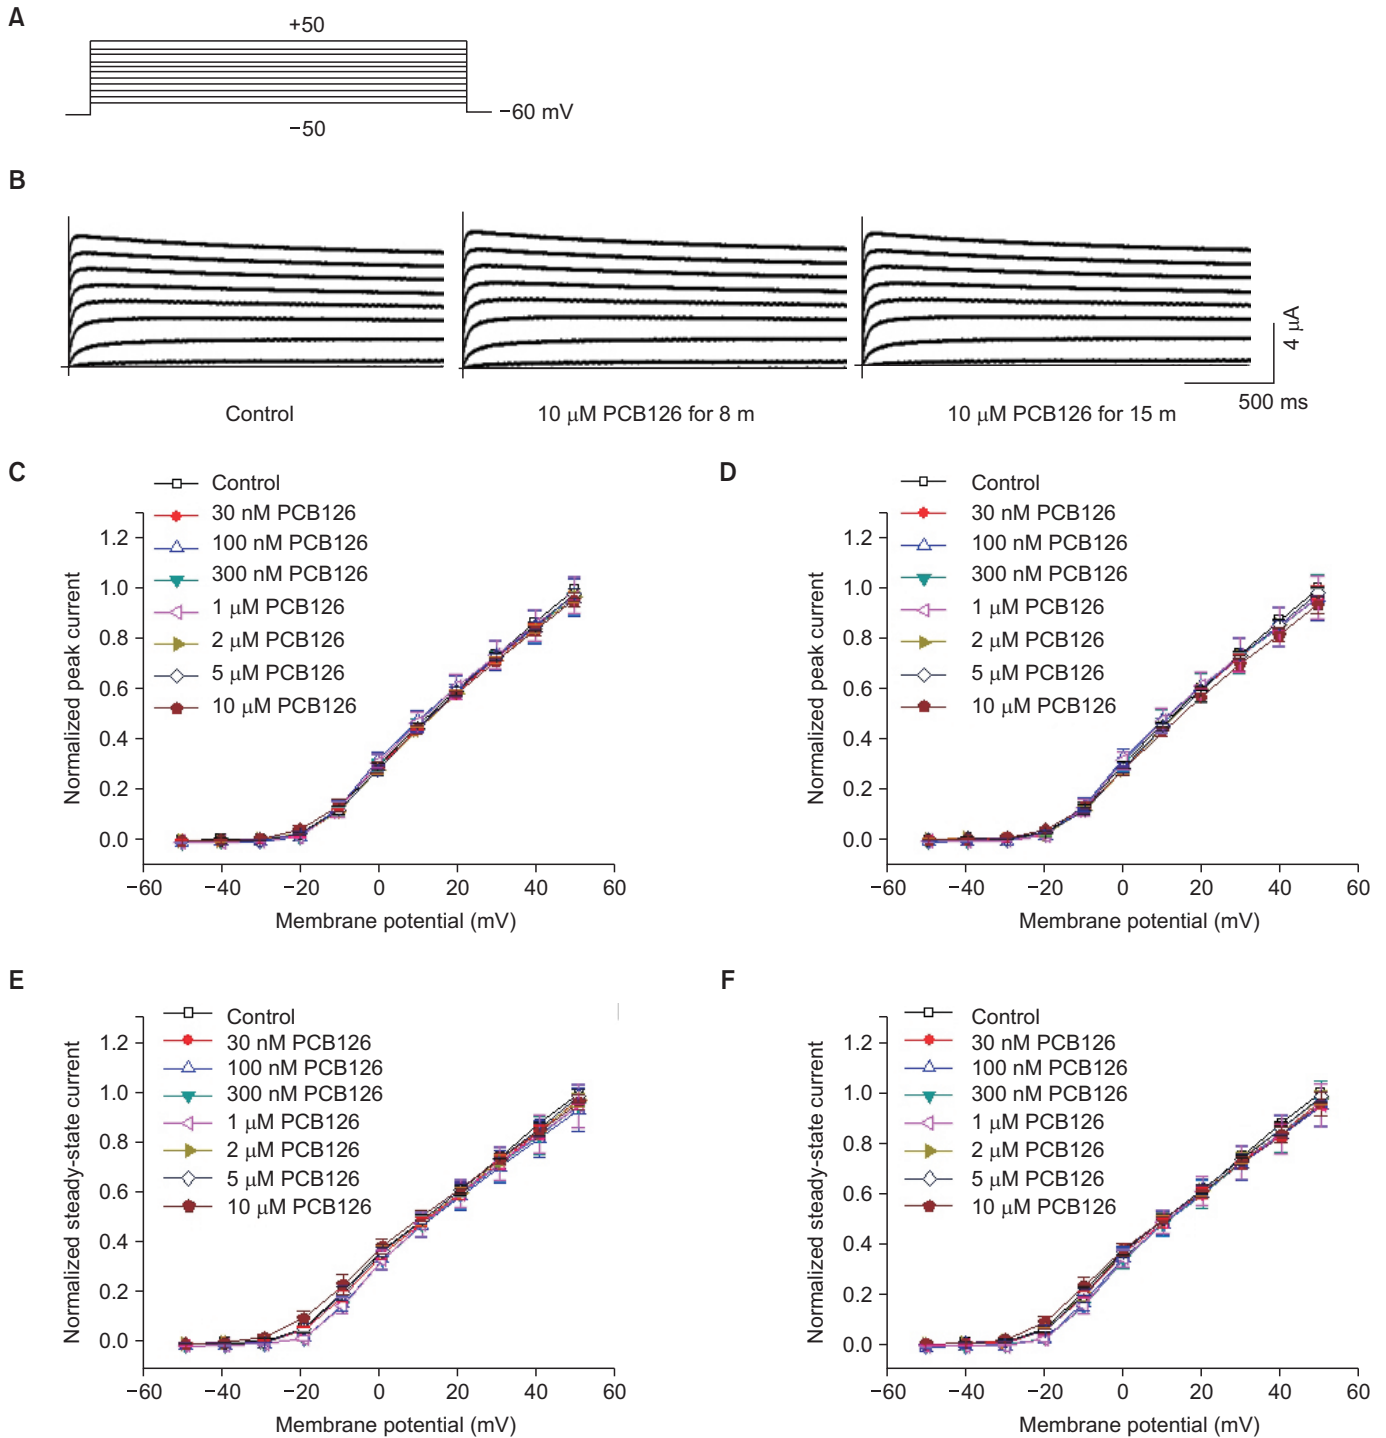 A
+50
−60 mV
−50
B
4 μA
500 ms
Control
10 μM PCB126 for 8 m
10 μM PCB126 for 15 m
C
Control
30 nM PCB126
100 nM PCB126
300 nM PCB126
1 μM PCB126
2 μM PCB126
5 μM PCB126
10 μM PCB126
Normalized peak current
1.2
1.0
0.8
0.6
0.4
0.2
0.0
−60
−40
−20
0
20
40
60
Membrane potential (mV)
D
Control
30 nM PCB126
100 nM PCB126
300 nM PCB126
1 μM PCB126
2 μM PCB126
5 μM PCB126
10 μM PCB126
Normalized peak current
1.2
1.0
0.8
0.6
0.4
0.2
0.0
−60
−40
−20
0
20
40
60
Membrane potential (mV)
E
Control
30 nM PCB126
100 nM PCB126
300 nM PCB126
1 μM PCB126
2 μM PCB126
5 μM PCB126
10 μM PCB126
Normalized steady-state current
1.2
1.0
0.8
0.6
0.4
0.2
0.0
−60
−40
−20
0
20
40
60
Membrane potential (mV)
F
Control
30 nM PCB126
100 nM PCB126
300 nM PCB126
1 μM PCB126
2 μM PCB126
5 μM PCB126
10 μM PCB126
Normalized steady-state current
1.2
1.0
0.8
0.6
0.4
0.2
0.0
−60
−40
−20
0
20
40
60
Membrane potential (mV)